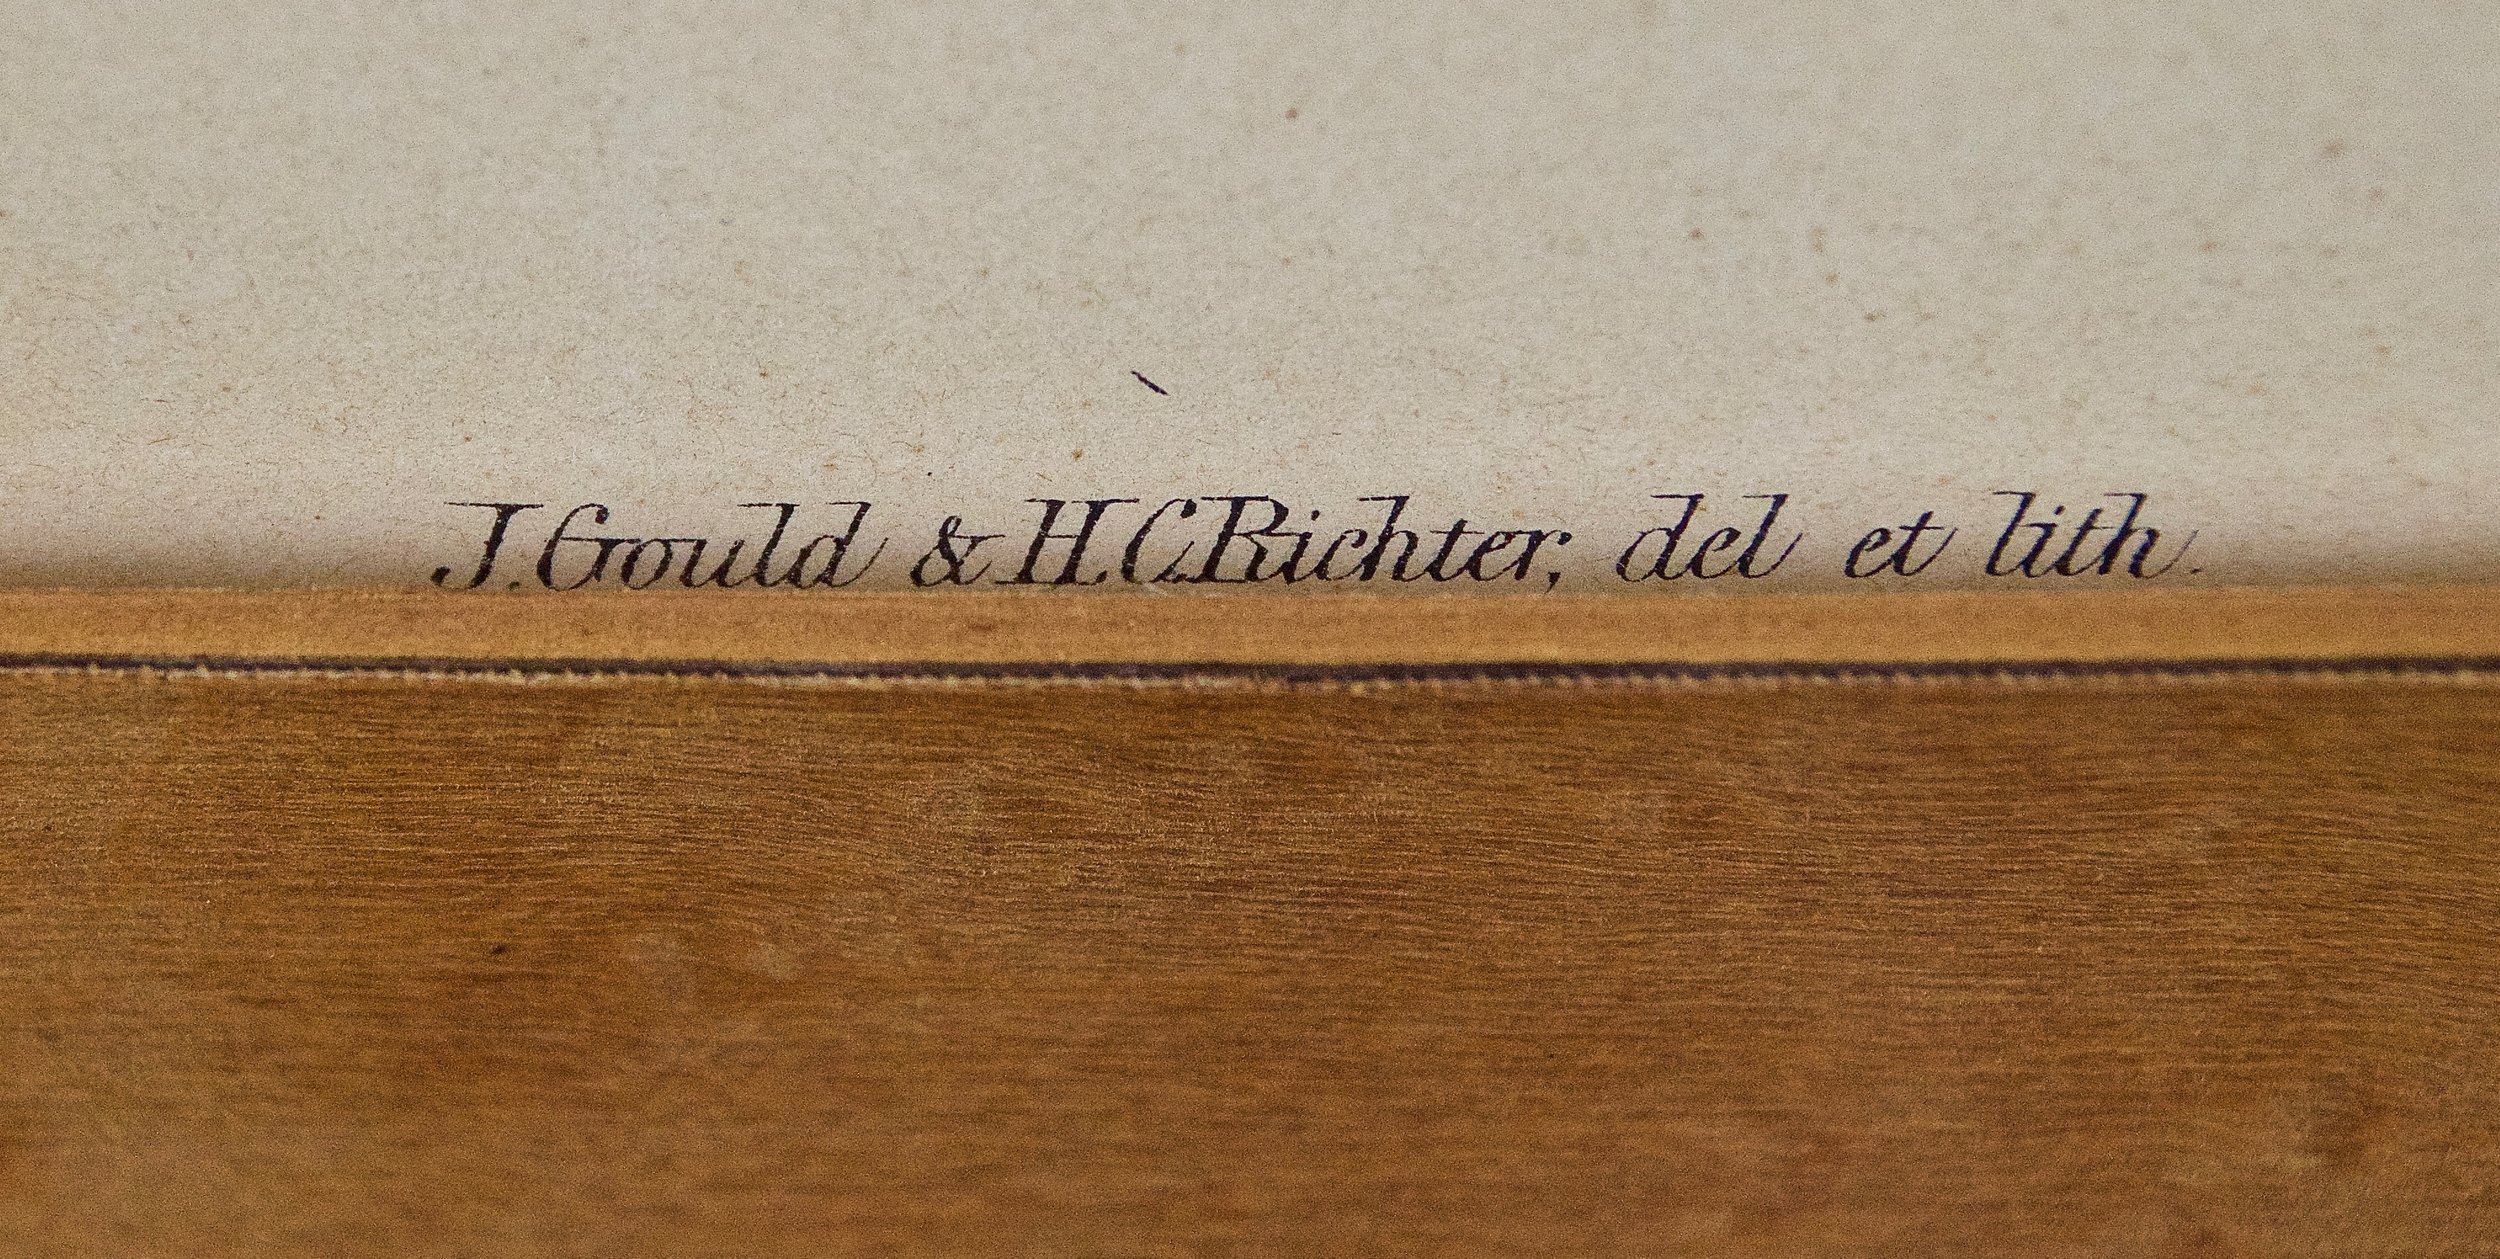 J. Gould & H.C. Richter, del et lith.